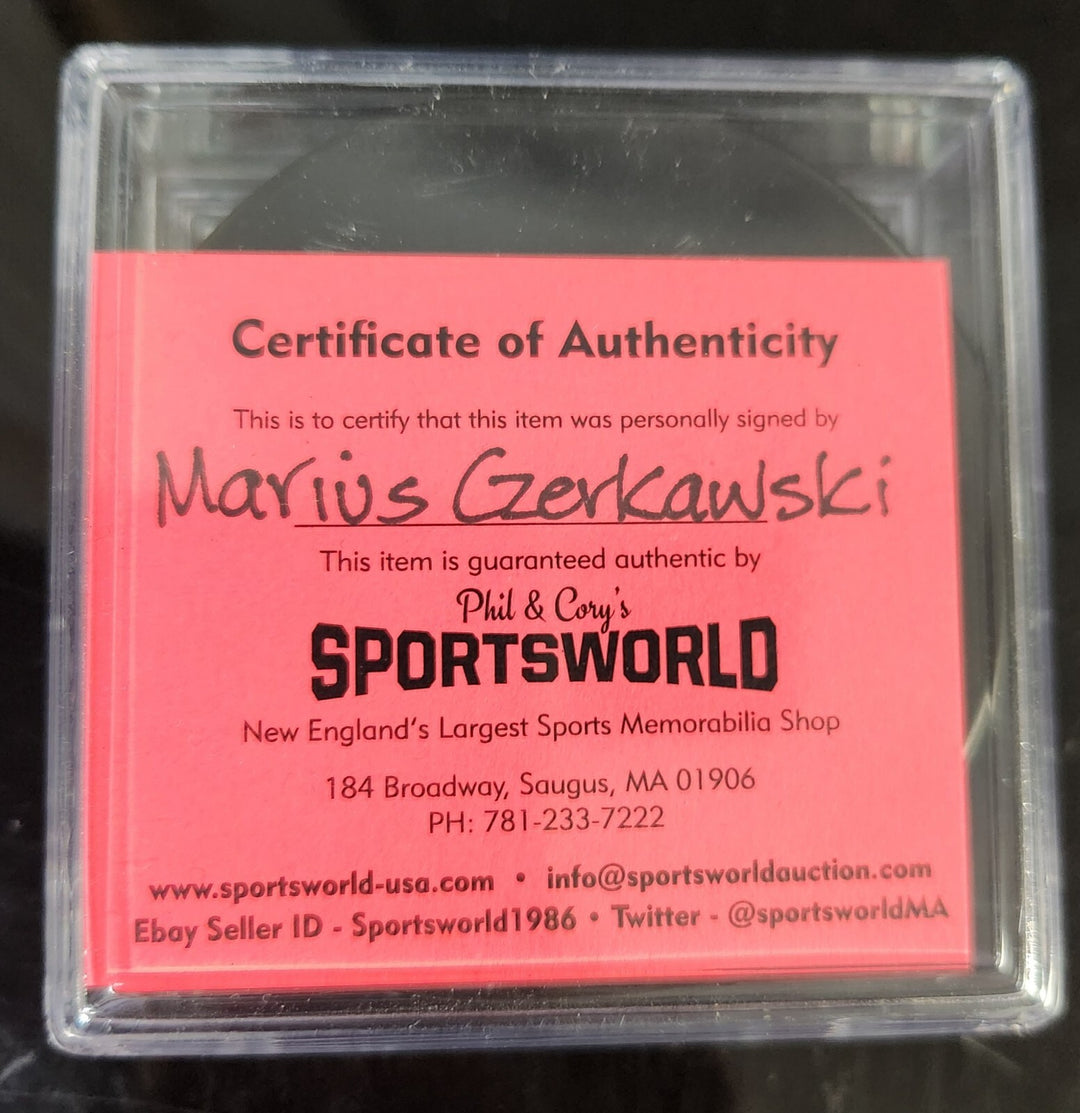 Certificate of Authenticity
This is to certify that this item was personally signed by
Marius Czerkawski
This item is guaranteed authentic by
Phil & Cory's
SPORTSWORLD
New England's Largest Sports Memorabilia Shop
184 Broadway, Saugus, MA 01906
PH: 781-233-7222
www.sportsworld-usa.com • info@sportsworldauction.com
Ebay Seller ID - Sportsworld1986 • Twitter - @sportsworldMA